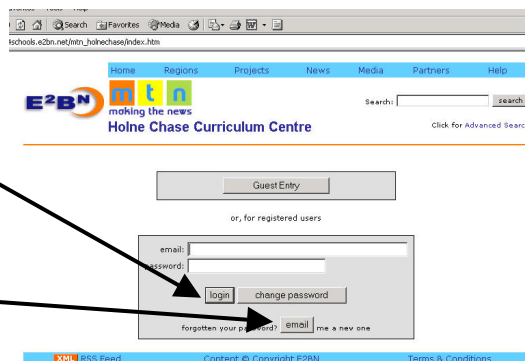 Search Favorites Media
schools.e2bn.net/mtn_holnechase/index.htm
Home Regions Projects News Media Partners Help
E²BN
mtn
making the news
Search: search
Holne Chase Curriculum Centre
Click for Advanced Searc
Guest Entry
or, for registered users
email:
password:
login change password
forgotten your password? email me a new one
XML RSS Feed Content © Copyright E2BN Terms & Conditions